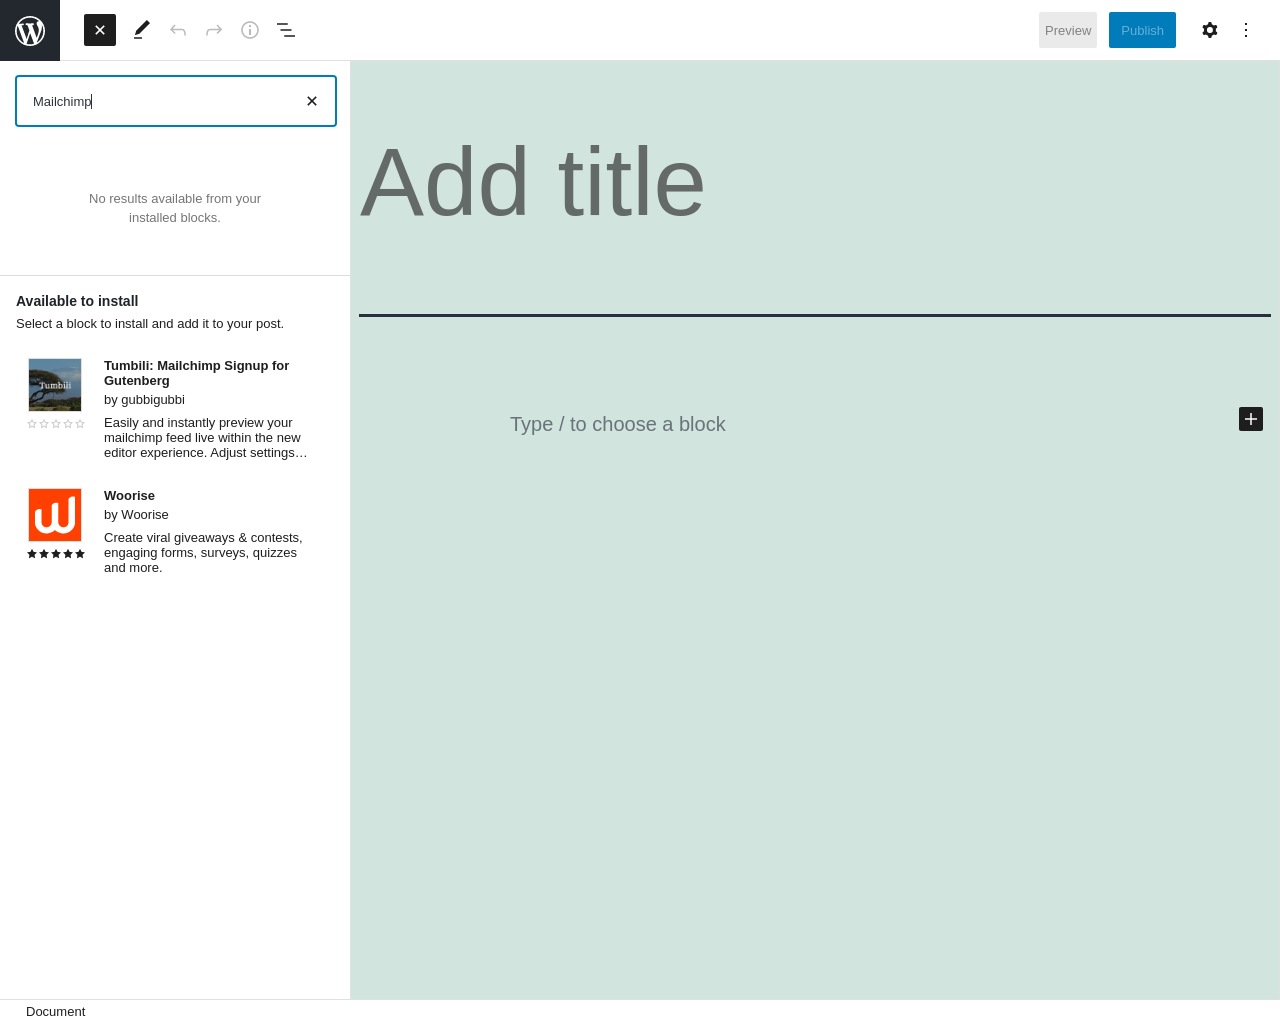 Preview
Publish
Mailchimp
Add title
No results available from your
installed blocks.
Available to install
Select a block to install and add it to your post.
Tumbili
Tumbili: Mailchimp Signup for
Gutenberg
by gubbigubbi
Easily and instantly preview your
mailchimp feed live within the new
editor experience. Adjust settings…
Type / to choose a block
Woorise
by Woorise
Create viral giveaways & contests,
engaging forms, surveys, quizzes
and more.
Document